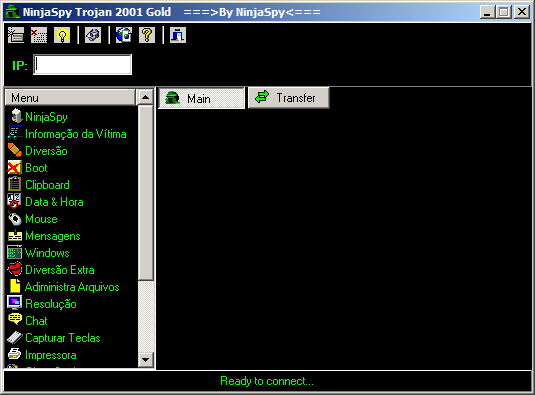 NinjaSpy Trojan 2001 Gold ===>By NinjaSpy<===
IP:
Menu
Main
Transfer
NinjaSpy
Informação da Vítima
Diversão
Boot
Clipboard
Data & Hora
Mouse
Mensagens
Windows
Diversão Extra
Administra Arquivos
Resolução
Chat
Capturar Teclas
Impressora
Ready to connect...